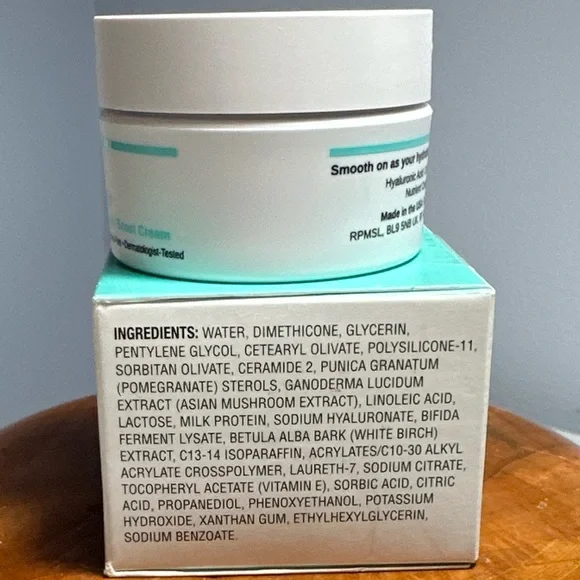 Smooth on as your
Hyaluronic Acid
Nutrient
Made in the USA
RPMSL, BL9 5NB UK
Boost Cream
Dermatologist-Tested
INGREDIENTS: WATER, DIMETHICONE, GLYCERIN,
PENTYLENE GLYCOL, CETEARYL OLIVATE, POLYSILICONE-11,
SORBITAN OLIVATE, CERAMIDE 2, PUNICA GRANATUM
(POMEGRANATE) STEROLS, GANODERMA LUCIDUM
EXTRACT (ASIAN MUSHROOM EXTRACT), LINOLEIC ACID,
LACTOSE, MILK PROTEIN, SODIUM HYALURONATE, BIFIDA
FERMENT LYSATE, BETULA ALBA BARK (WHITE BIRCH)
EXTRACT, C13-14 ISOPARAFFIN, ACRYLATES/C10-30 ALKYL
ACRYLATE CROSSPOLYMER, LAURETH-7, SODIUM CITRATE,
TOCOPHERYL ACETATE (VITAMIN E), SORBIC ACID, CITRIC
ACID, PROPANEDIOL, PHENOXYETHANOL, POTASSIUM
HYDROXIDE, XANTHAN GUM, ETHYLHEXYLGLYCERIN,
SODIUM BENZOATE.